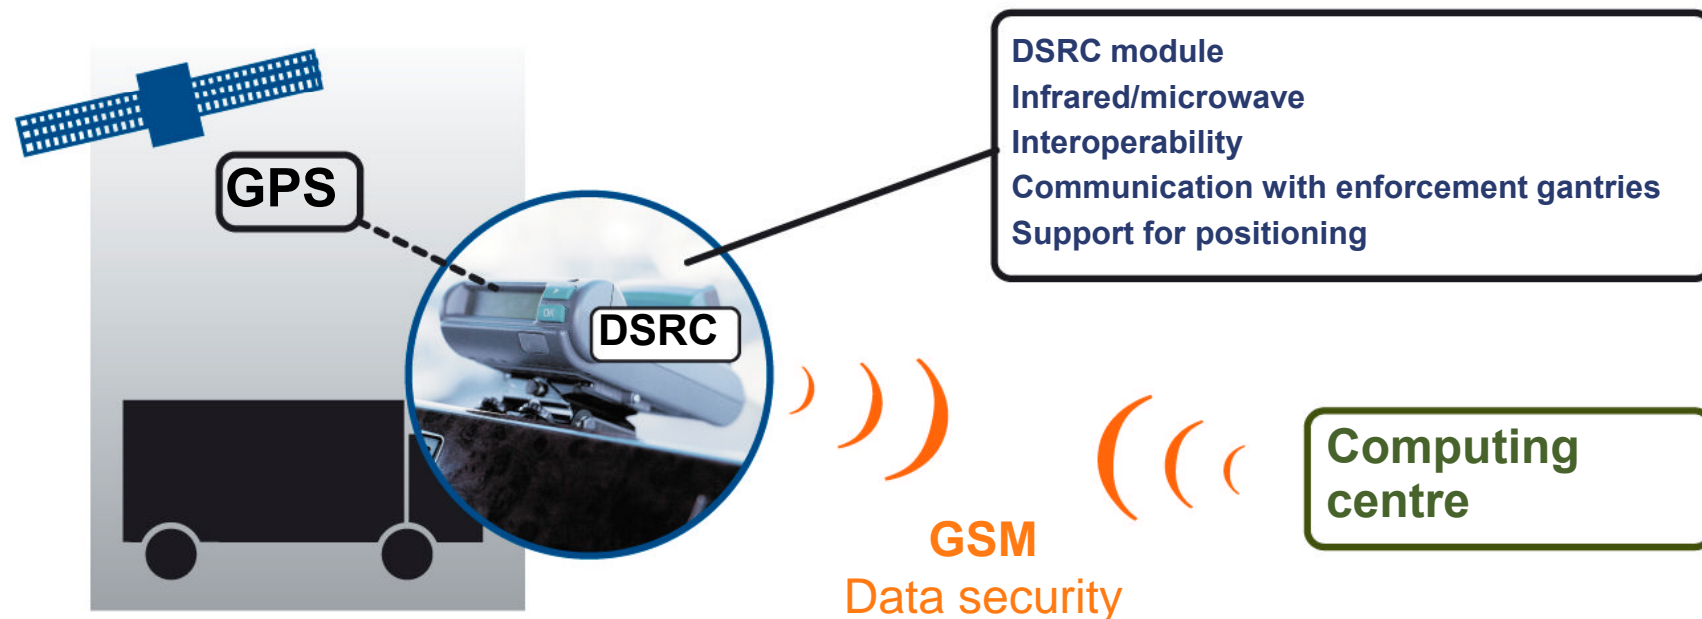 DSRC module
Infrared/microwave
Interoperability
Communication with enforcement gantries
Support for positioning
GPS
OK
DSRC
Computing
centre
GSM
Data security